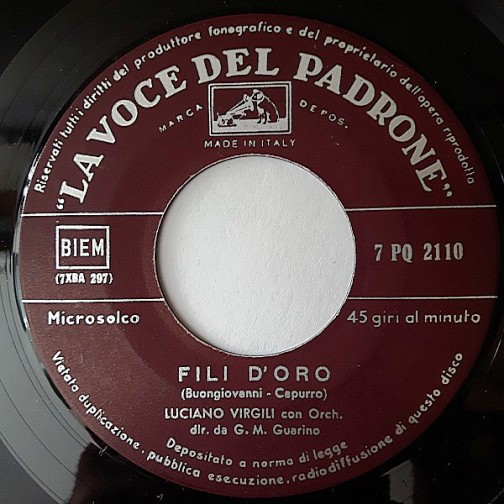 Riservati tutti i diritti del produttore fonografico e del proprietario dell'opera riprodotta
"LA VOCE DEL PADRONE"
MARCA DEPOS.
MADE IN ITALY
BIEM
(7XBA 297)
7 PQ 2110
Microsolco
45 giri al minuto
FILI D'ORO
(Buongiovanni - Capurro)
LUCIANO VIRGILI con Orch.
dir. da G. M. Guarino
Depositato a norma di legge
Vietata duplicazione, pubblica esecuzione, radiodiffusione di questo disco